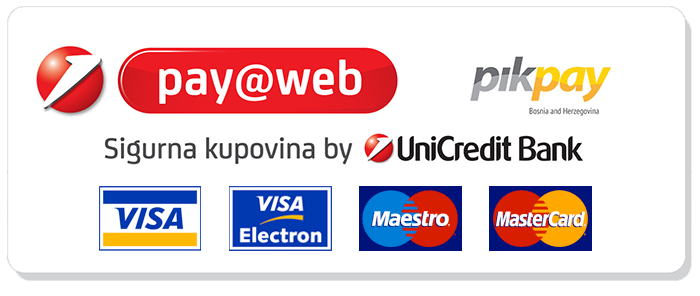 pay@web
pikpay
Bosnia and Herzegovina
Sigurna kupovina by UniCredit Bank
VISA
VISA
Electron
Maestro
MasterCard